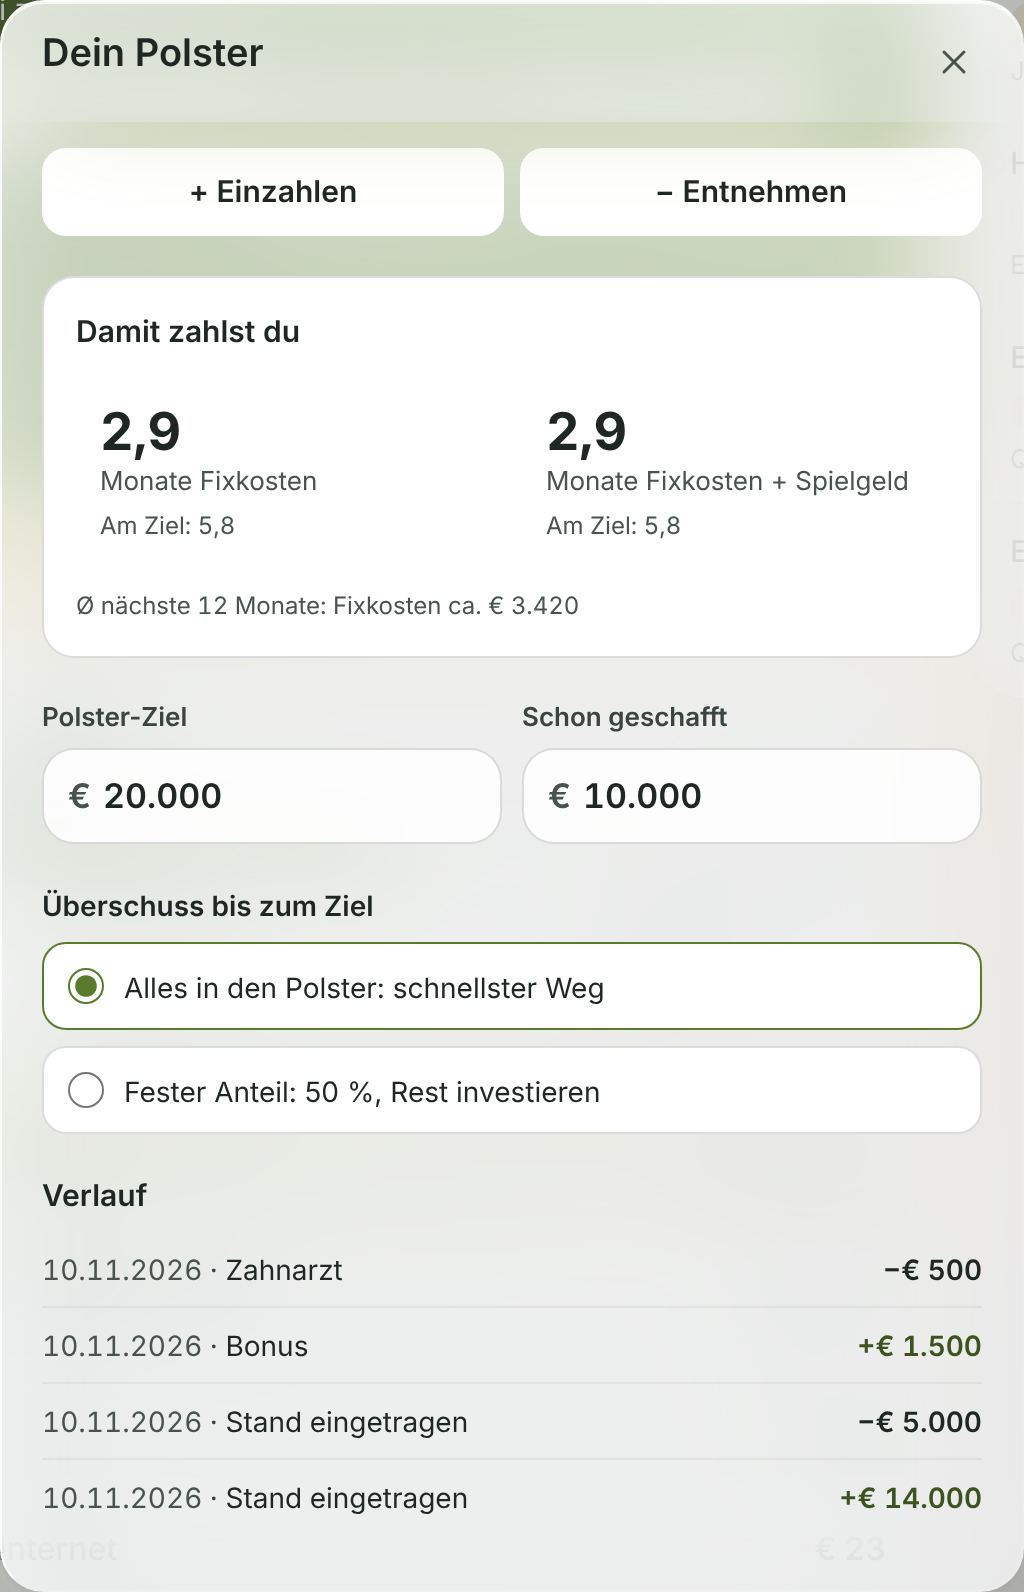 Dein Polster
+ Einzahlen
− Entnehmen
Damit zahlst du
2,9
Monate Fixkosten
Am Ziel: 5,8
2,9
Monate Fixkosten + Spielgeld
Am Ziel: 5,8
Ø nächste 12 Monate: Fixkosten ca. € 3.420
Polster-Ziel
€ 20.000
Schon geschafft
€ 10.000
Überschuss bis zum Ziel
Alles in den Polster: schnellster Weg
Fester Anteil: 50 %, Rest investieren
Verlauf
10.11.2026 · Zahnarzt −€ 500
10.11.2026 · Bonus +€ 1.500
10.11.2026 · Stand eingetragen −€ 5.000
10.11.2026 · Stand eingetragen +€ 14.000
nternet € 23